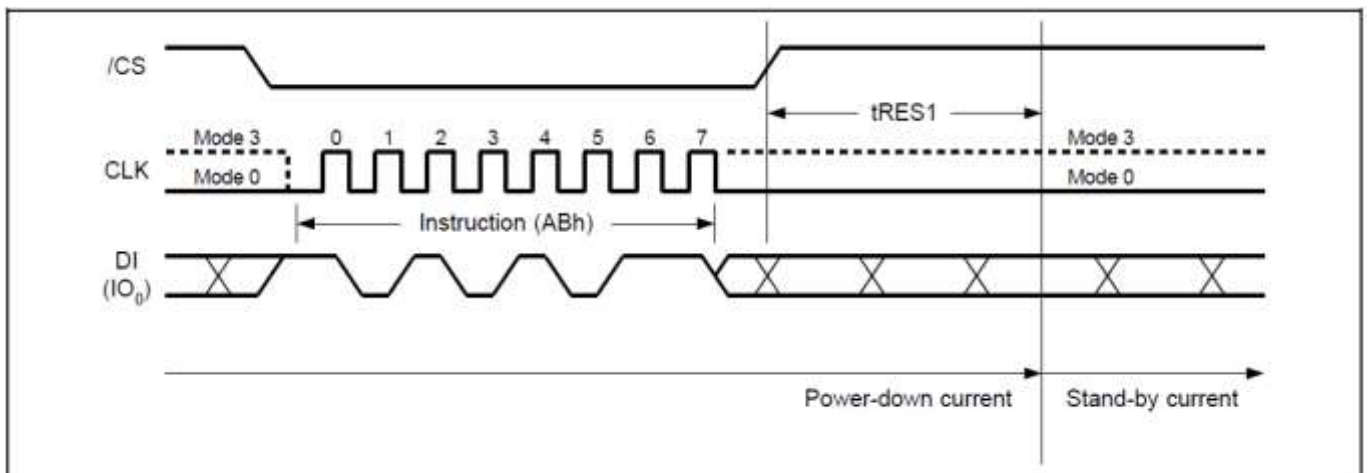 /CS
tRES1
Mode 3 0 1 2 3 4 5 6 7 Mode 3
CLK
Mode 0 Mode 0
Instruction (ABh)
DI
(IO₀)
Power-down current Stand-by current